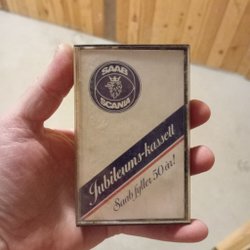 SAAB
SCANIA
Jubileums-kassett
Saab fyller 50 år!